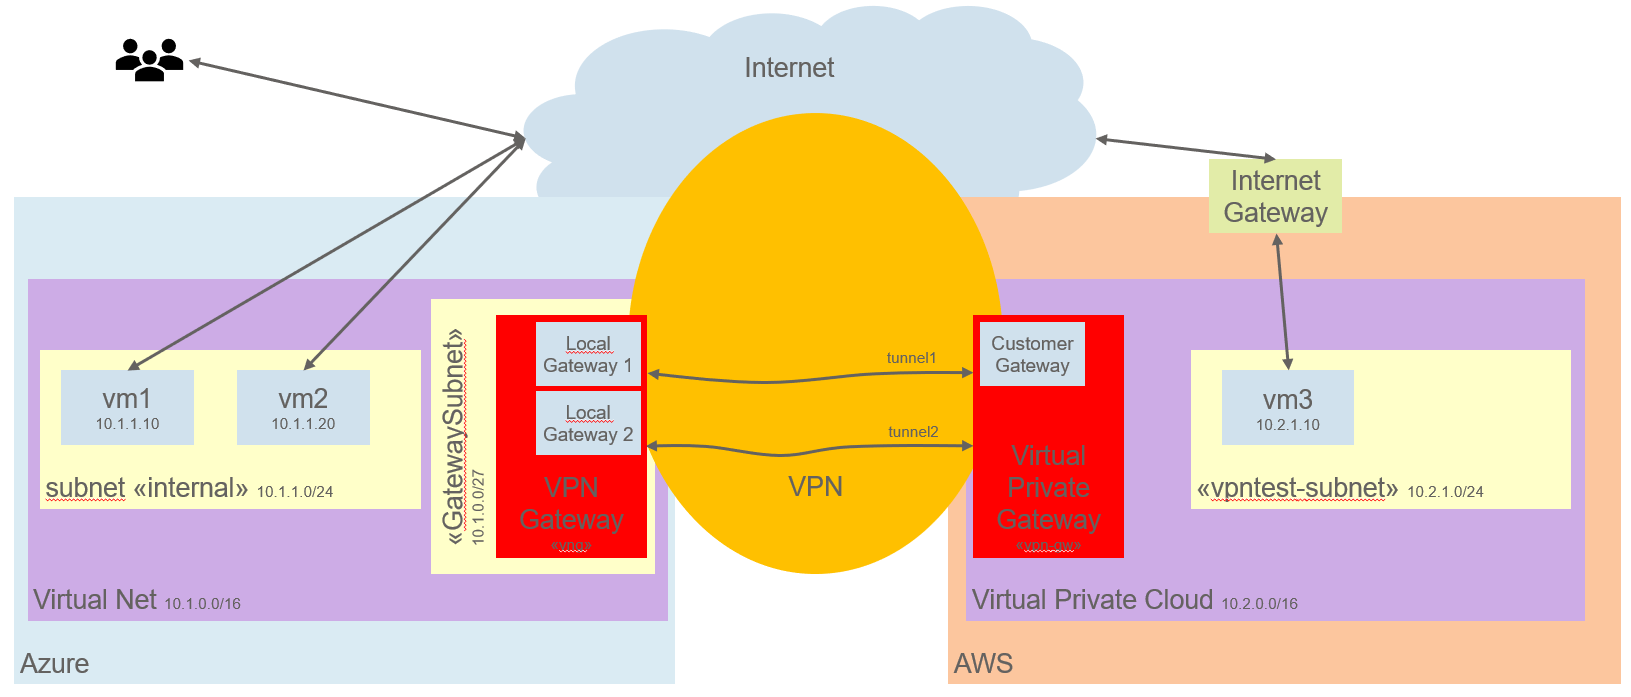 Internet
Internet
Gateway
Local
Gateway 1
Local
Gateway 2
VPN
Gateway
«vpg»
«GatewaySubnet»
10.1.0.0/27
vm1
10.1.1.10
vm2
10.1.1.20
subnet «internal» 10.1.1.0/24
Virtual Net 10.1.0.0/16
Azure
tunnel1
tunnel2
VPN
Customer
Gateway
Virtual
Private
Gateway
«vpn-gw»
vm3
10.2.1.10
«vpntest-subnet» 10.2.1.0/24
Virtual Private Cloud 10.2.0.0/16
AWS